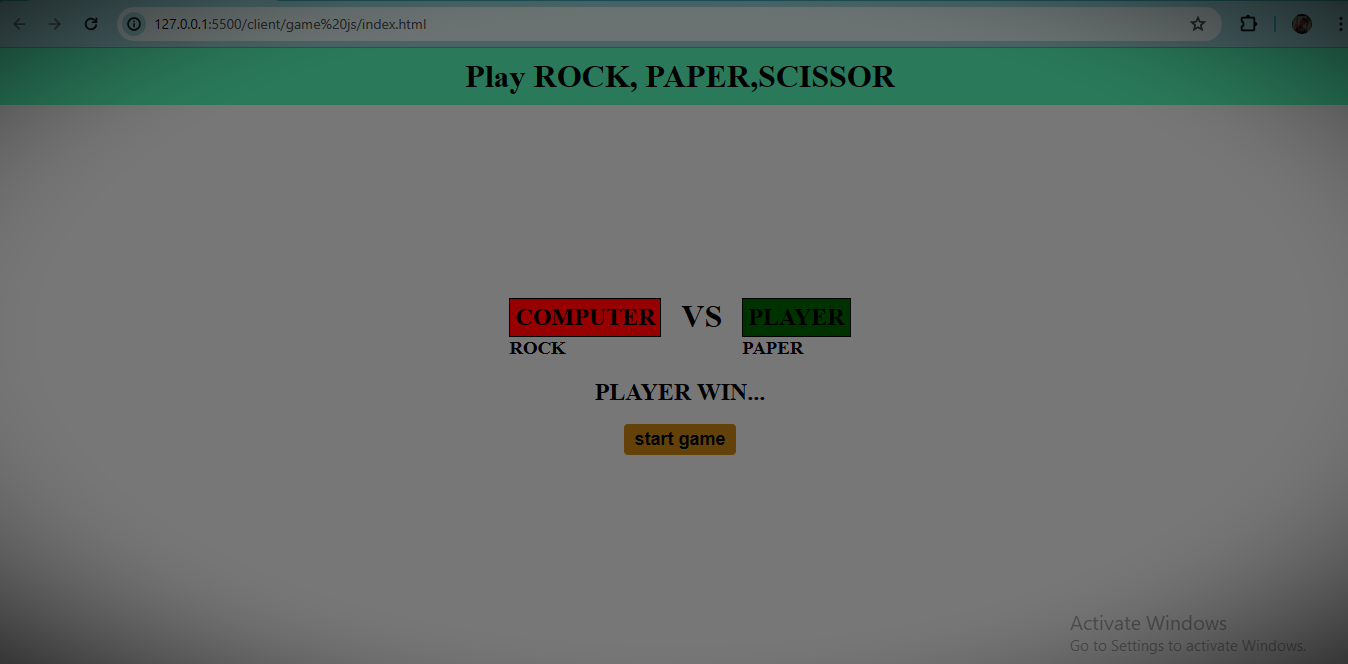 127.0.0.1:5500/client/game%20js/index.html
Play ROCK, PAPER,SCISSOR
COMPUTER VS PLAYER
ROCK PAPER
PLAYER WIN...
start game
Activate Windows
Go to Settings to activate Windows.